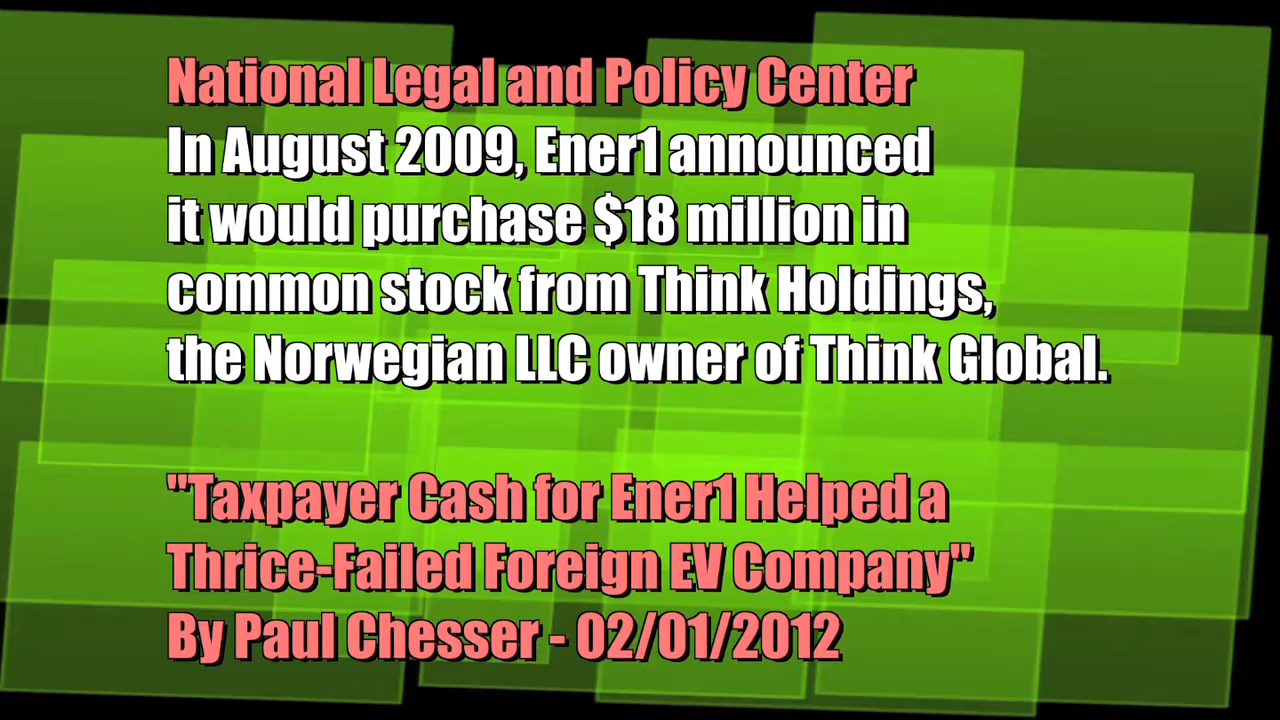 National Legal and Policy Center
In August 2009, Ener1 announced
it would purchase $18 million in
common stock from Think Holdings,
the Norwegian LLC owner of Think Global.
"Taxpayer Cash for Ener1 Helped a
Thrice-Failed Foreign EV Company"
By Paul Chesser - 02/01/2012